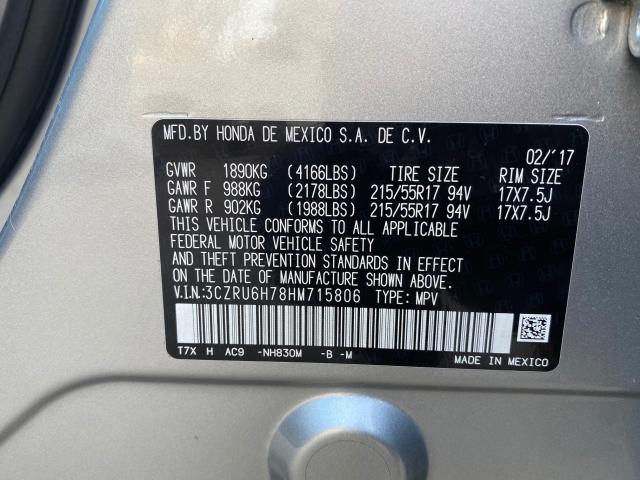 MFD.BY HONDA DE MEXICO S.A. DE C.V.
02/'17
GVWR 1890KG (4166LBS) TIRE SIZE RIM SIZE
GAWR F 988KG (2178LBS) 215/55R17 94V 17X7.5J
GAWR R 902KG (1988LBS) 215/55R17 94V 17X7.5J
THIS VEHICLE CONFORMS TO ALL APPLICABLE
FEDERAL MOTOR VEHICLE SAFETY
AND THEFT PREVENTION STANDARDS IN EFFECT
ON THE DATE OF MANUFACTURE SHOWN ABOVE.
V.I.N:3CZRU6H78HM715806 TYPE: MPV
T7X H AC9 -NH830M -B -M MADE IN MEXICO